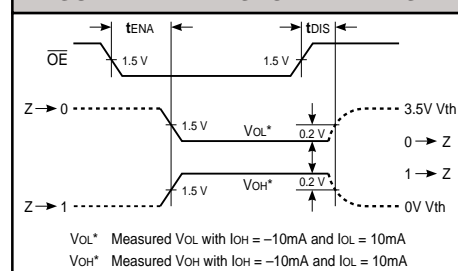 tENA tDIS
OE
1.5 V 1.5 V
Z → 0 3.5V Vth
1.5 V VOL* 0.2 V
0 → Z
1 → Z
1.5 V VOH* 0.2 V
Z → 1 0V Vth
VOL* Measured VOL with IOH = –10mA and IOL = 10mA
VOH* Measured VOH with IOH = –10mA and IOL = 10mA